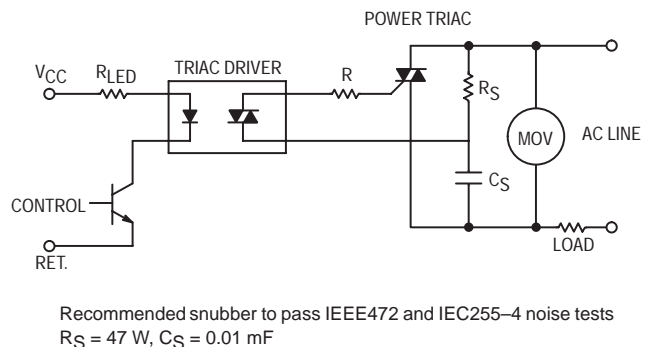 POWER TRIAC
VCC
RLED
TRIAC DRIVER
R
RS
MOV
AC LINE
CS
CONTROL
RET.
LOAD
Recommended snubber to pass IEEE472 and IEC255–4 noise tests
RS = 47 W, CS = 0.01 mF